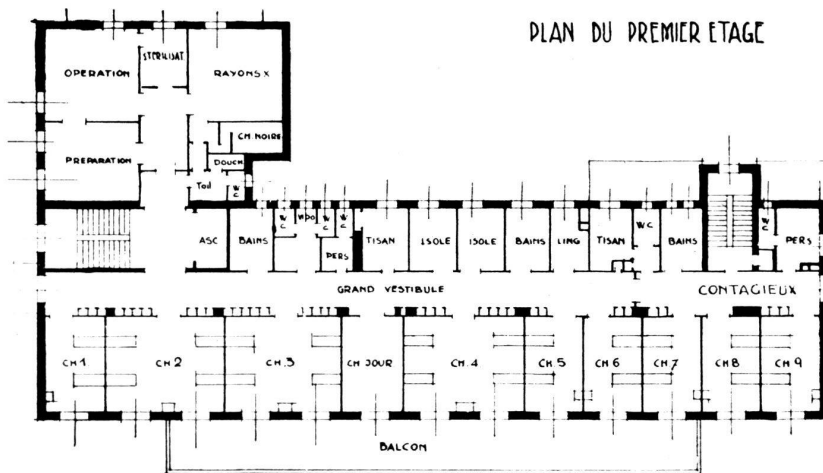 PLAN DU PREMIER ETAGE
OPERATION
STERILISAT
RAYONS X
CH. NOIRE
PREPARATION
DOUCH
Toil
W.C.
ASC
BAINS
W.C.
VIDO
W.C.
W.C.
PERS
TISAN
ISOLE
ISOLE
BAINS
LING
TISAN
W.C.
BAINS
W.C.
PERS
GRAND VESTIBULE
CONTAGIEUX
CH.1
CH.2
CH.3
CH.JOUR
CH.4
CH.5
CH.6
CH.7
CH.8
CH.9
BALCON